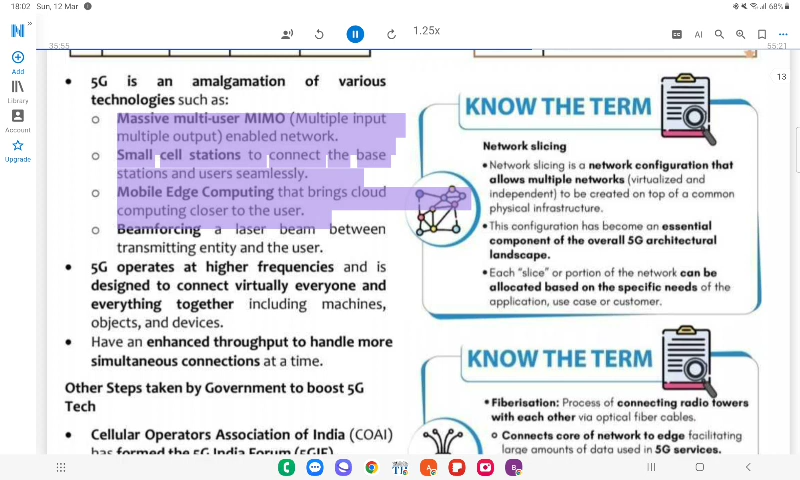 18:02 Sun, 12 Mar
68%
1.25x
AI
35:55
55:21
Add
Library
Account
Upgrade
13
• 5G is an amalgamation of various
technologies such as:
o Massive multi-user MIMO (Multiple input
multiple output) enabled network.
o Small cell stations to connect the base
stations and users seamlessly.
o Mobile Edge Computing that brings cloud
computing closer to the user.
o Beamforcing a laser beam between
transmitting entity and the user.
• 5G operates at higher frequencies and is
designed to connect virtually everyone and
everything together including machines,
objects, and devices.
• Have an enhanced throughput to handle more
simultaneous connections at a time.
Other Steps taken by Government to boost 5G
Tech
• Cellular Operators Association of India (COAI)
has formed the 5G India Forum (5GIF)
KNOW THE TERM
Network slicing
• Network slicing is a network configuration that
allows multiple networks (virtualized and
independent) to be created on top of a common
physical infrastructure.
• This configuration has become an essential
component of the overall 5G architectural
landscape.
• Each “slice” or portion of the network can be
allocated based on the specific needs of the
application, use case or customer.
KNOW THE TERM
• Fiberisation: Process of connecting radio towers
with each other via optical fiber cables.
o Connects core of network to edge facilitating
large amounts of data used in 5G services.